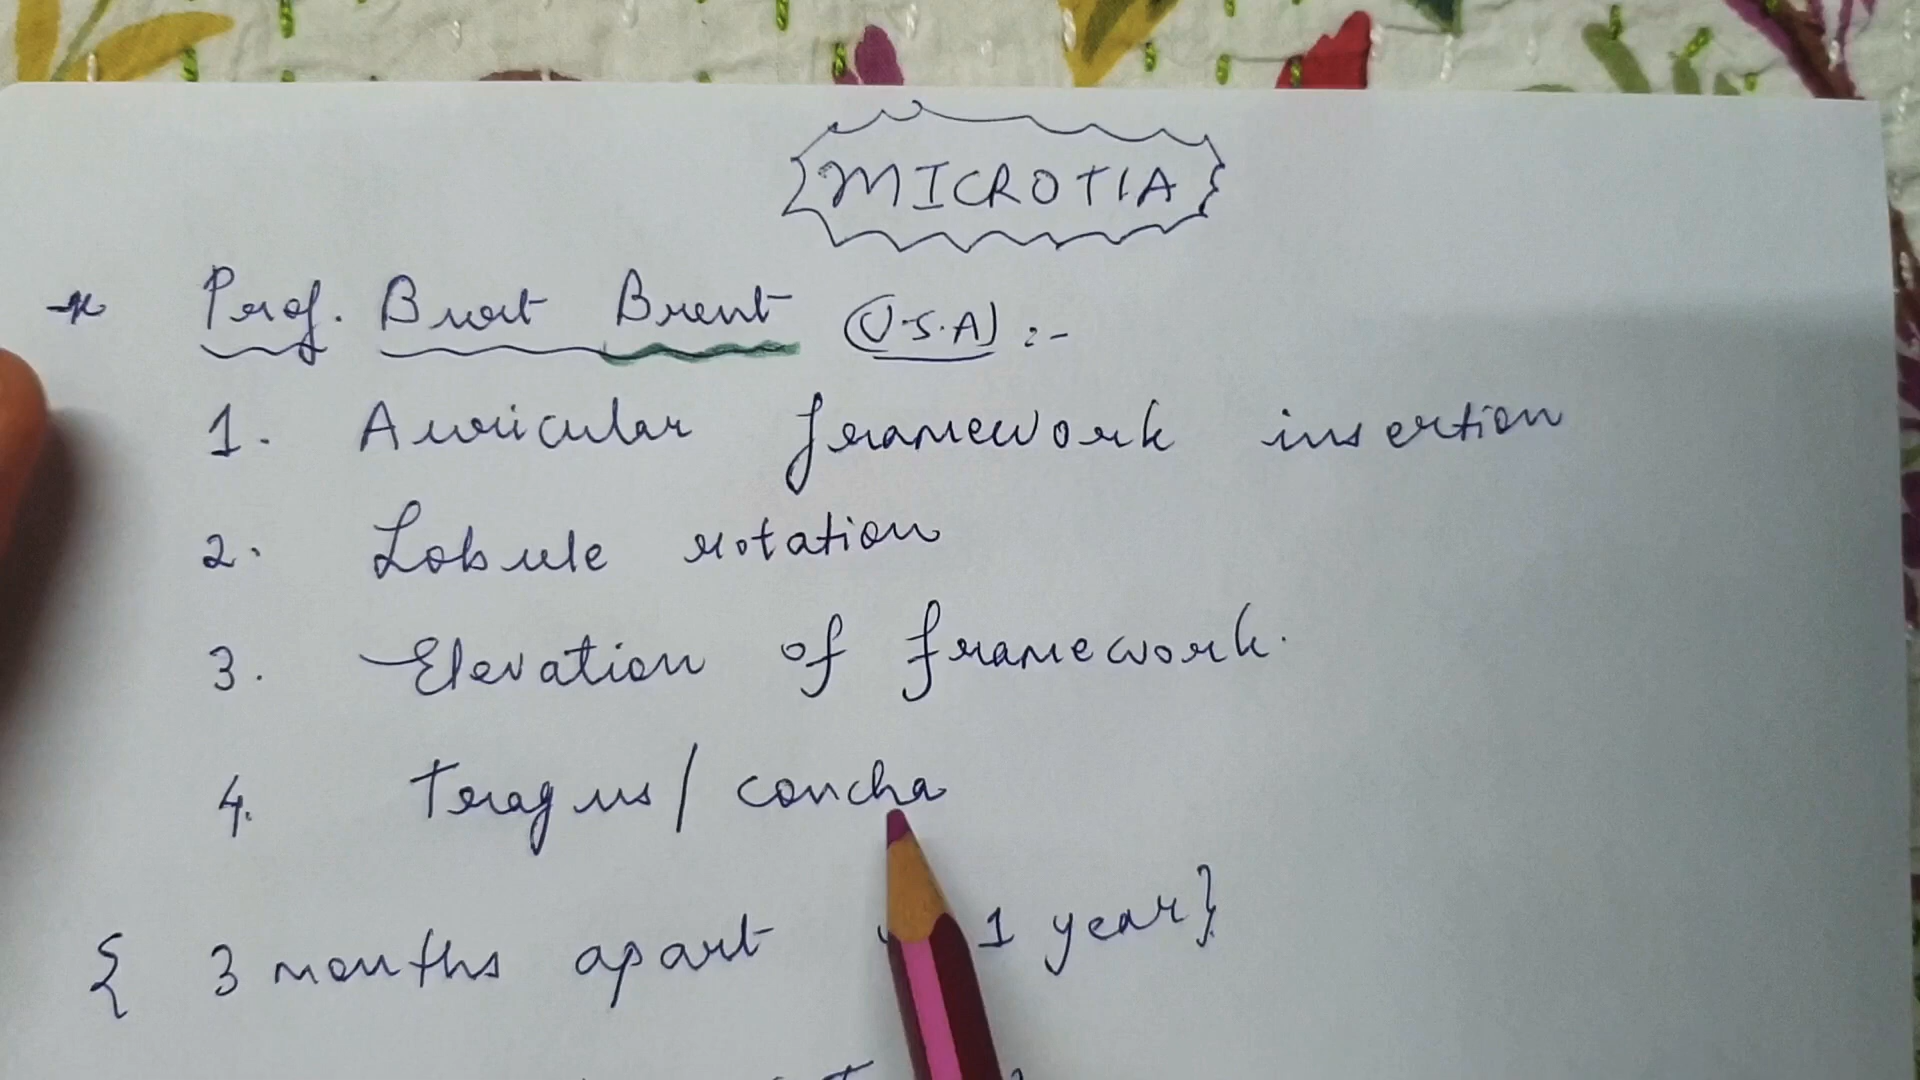 MICROTIA
* Prof. Burt Brent (U.S.A) :-
1. Auricular framework insertion
2. Lobule rotation
3. Elevation of framework.
4. Tragus / concha
{ 3 months apart 1 year }